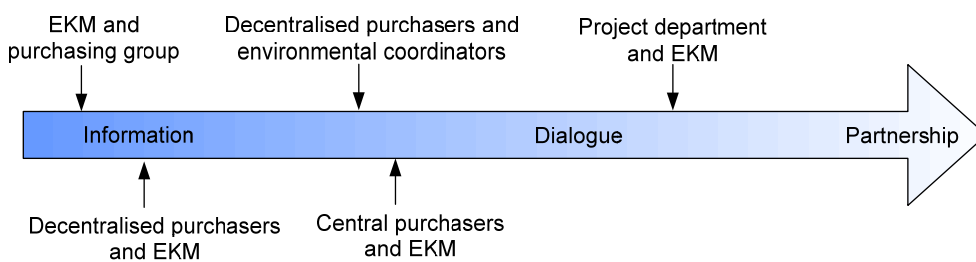 EKM and
purchasing group
Decentralised purchasers and
environmental coordinators
Project department
and EKM
Information
Dialogue
Partnership
Decentralised purchasers
and EKM
Central purchasers
and EKM